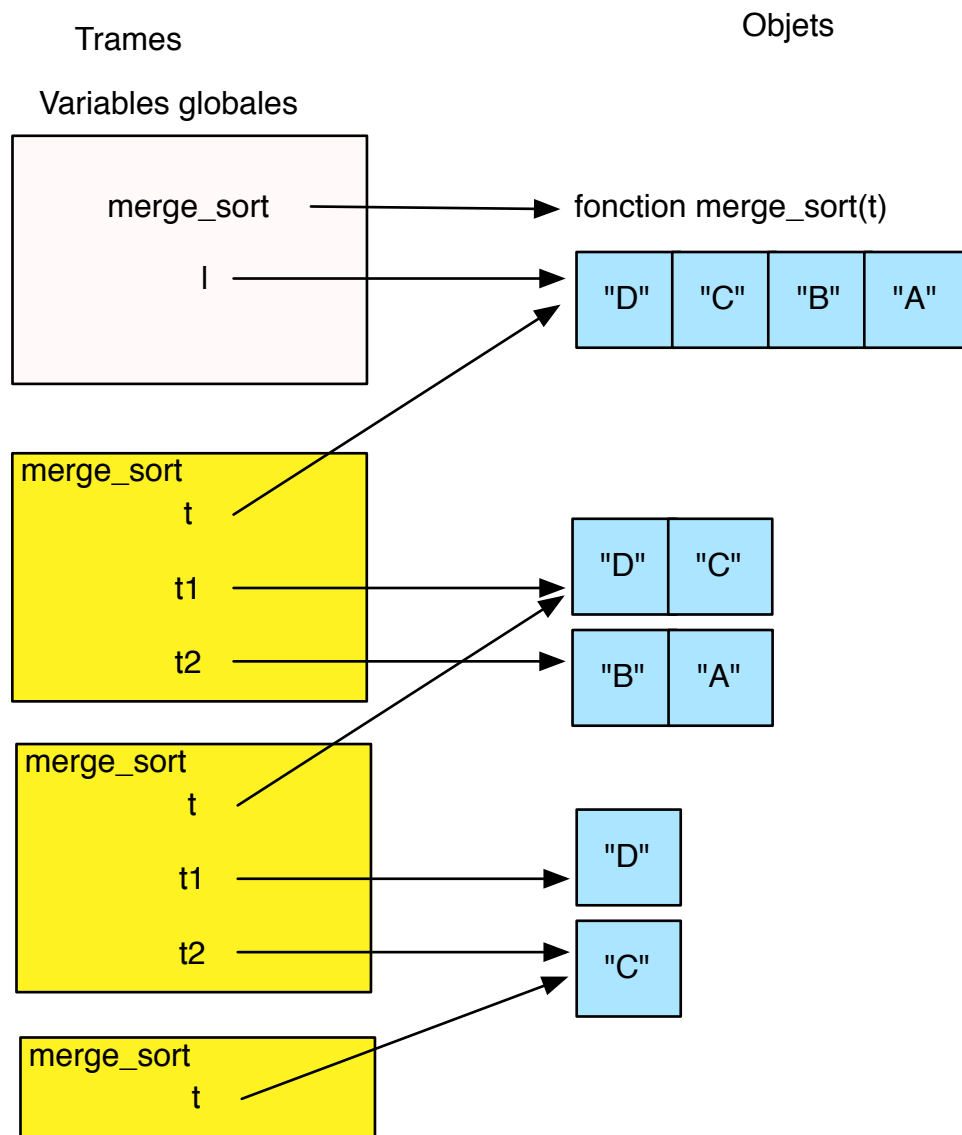 Trames
Objets
Variables globales
merge_sort
fonction merge_sort(t)
l
"D" "C" "B" "A"
merge_sort
t
t1
"D" "C"
t2
"B" "A"
merge_sort
t
t1
"D"
t2
"C"
merge_sort
t